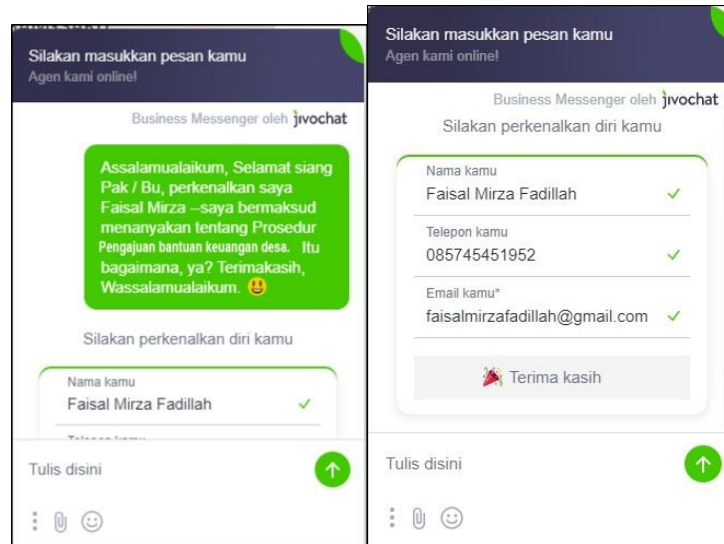 Silakan masukkan pesan kamu
Agen kami online!
Business Messenger oleh jivochat
Assalamualaikum, Selamat siang
Pak / Bu, perkenalkan saya
Faisal Mirza --saya bermaksud
menanyakan tentang Prosedur
Pengajuan bantuan keuangan desa. Itu
bagaimana, ya? Terimakasih,
Wassalamualaikum. 😃
Silakan perkenalkan diri kamu
Nama kamu
Faisal Mirza Fadillah
Tulis disini
Silakan masukkan pesan kamu
Agen kami online!
Business Messenger oleh jivochat
Silakan perkenalkan diri kamu
Nama kamu
Faisal Mirza Fadillah
Telepon kamu
085745451952
Email kamu*
faisalmirzafadillah@gmail.com
🎉 Terima kasih
Tulis disini